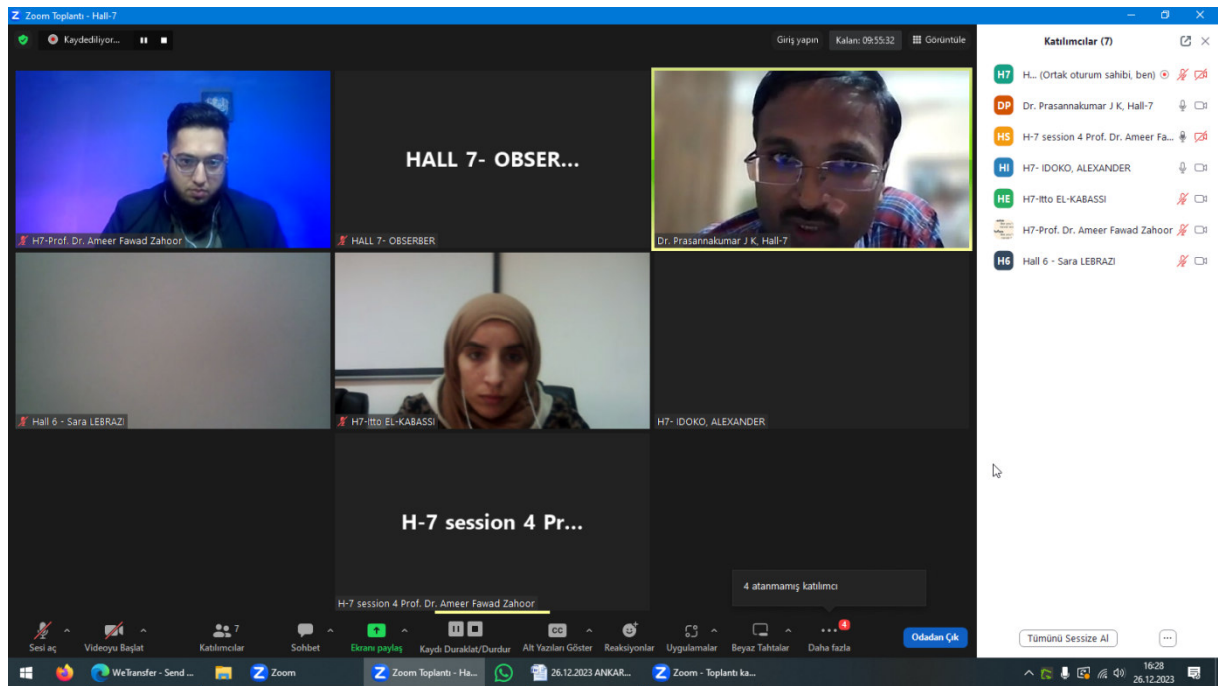 Zoom Toplantı - Hall-7
Kaydediliyor...
Giriş yapın
Kalan: 09:55:32
Görüntüle
H7-Prof. Dr. Ameer Fawad Zahoor
HALL 7- OBSER...
HALL 7- OBSERBER
Dr. Prasannakumar J K, Hall-7
Hall 6 - Sara LEBRAZI
H7-Itto EL-KABASSI
H7- IDOKO, ALEXANDER
H-7 session 4 Pr...
H-7 session 4 Prof. Dr. Ameer Fawad Zahoor
4 atanmamış katılımcı
Sesi aç
Videoyu Başlat
7
Katılımcılar
Sohbet
Ekranı paylaş
Kaydı Duraklat/Durdur
CC
Alt Yazıları Göster
Reaksiyonlar
Uygulamalar
Beyaz Tahtalar
4
Daha fazla
Odadan Çık
Katılımcılar (7)
H7 H... (Ortak oturum sahibi, ben)
DP Dr. Prasannakumar J K, Hall-7
HS H-7 session 4 Prof. Dr. Ameer Fa...
HI H7- IDOKO, ALEXANDER
HE H7-Itto EL-KABASSI
H7-Prof. Dr. Ameer Fawad Zahoor
H6 Hall 6 - Sara LEBRAZI
Tümünü Sessize Al
WeTransfer - Send ...
Zoom
Zoom Toplantı - Ha...
26.12.2023 ANKAR...
Zoom - Toplantı ka...
16:28
26.12.2023